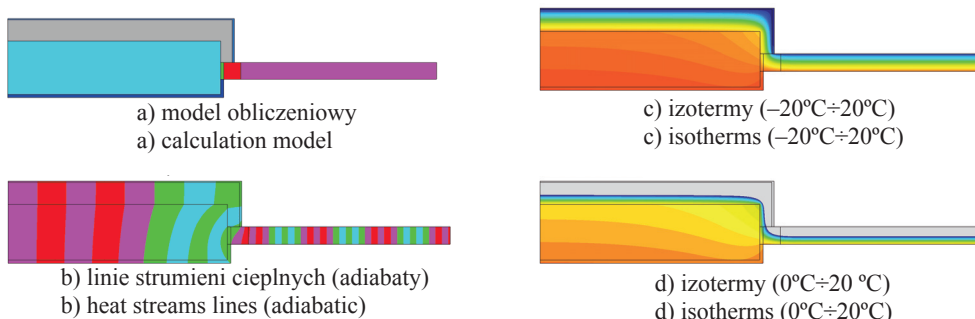 a) model obliczeniowy
a) calculation model
b) linie strumieni cieplnych (adiabaty)
b) heat streams lines (adiabatic)
c) izotermy (–20ºC÷20ºC)
c) isotherms (–20ºC÷20ºC)
d) izotermy (0ºC÷20 ºC)
d) isotherms (0ºC÷20ºC)